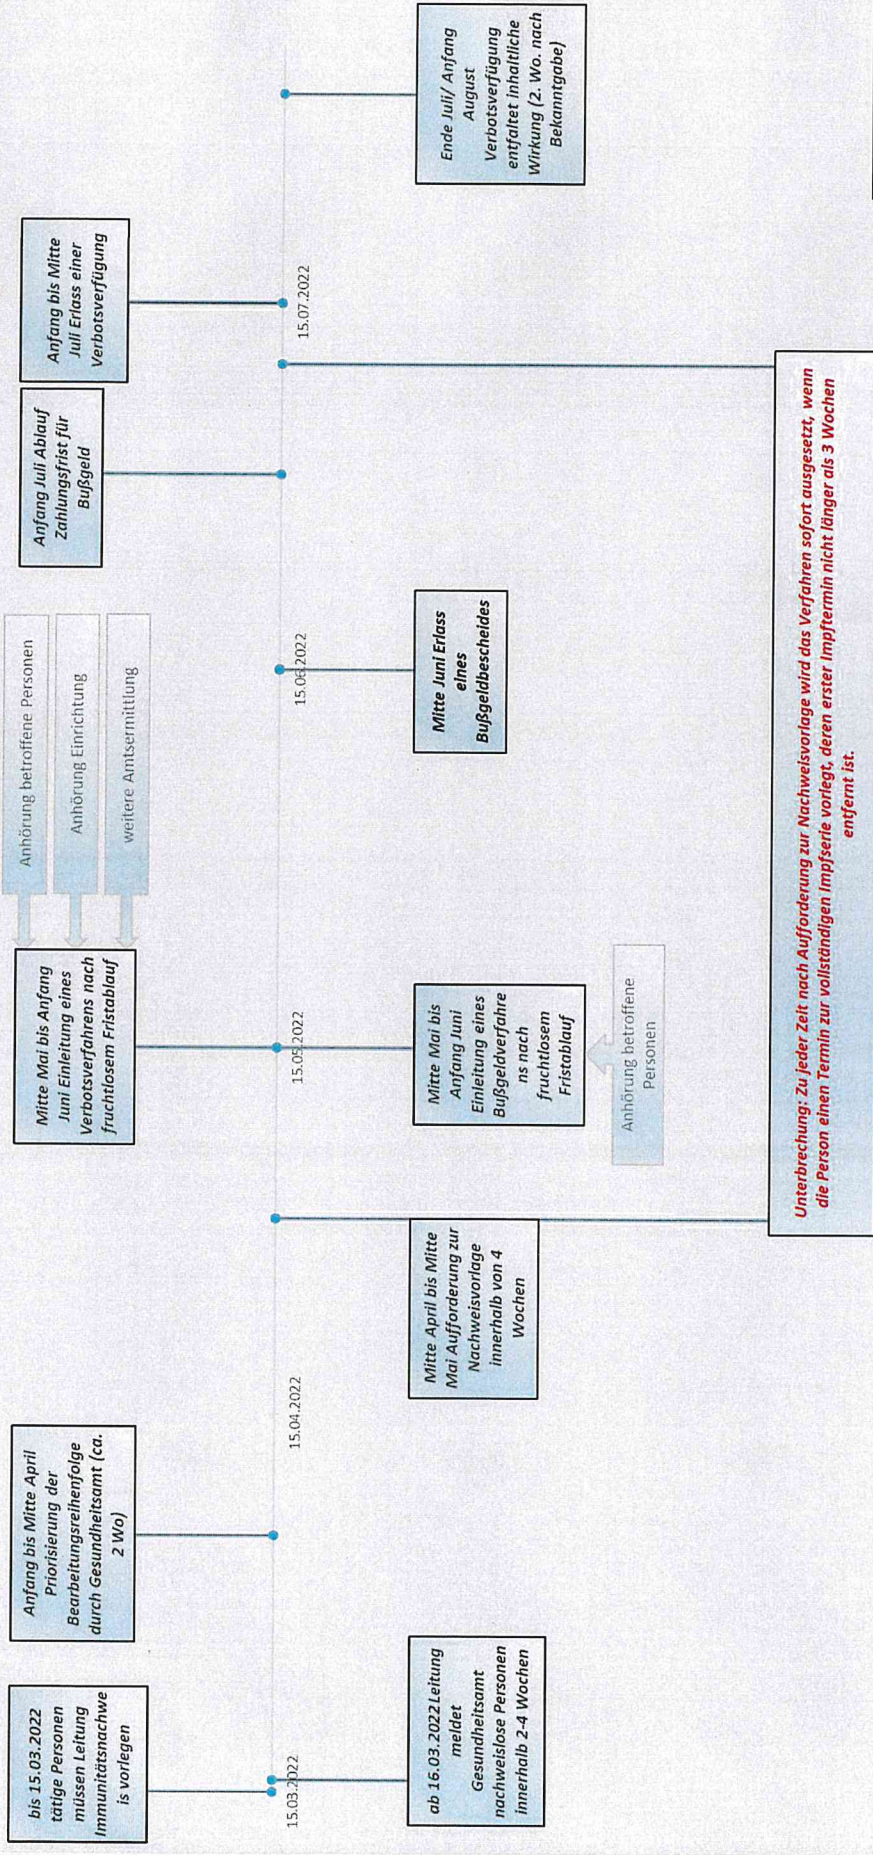 bis 15.03.2022
tätige Personen
müssen Leitung
Immunitätsnachwe
is vorlegen
Anfang bis Mitte April
Priorisierung der
Bearbeitungsreihenfolge
durch Gesundheitsamt (ca.
2 Wo)
Mitte Mai bis Anfang
Juni Einleitung eines
Verbotsverfahrens nach
fruchtlosem Fristablauf
Anhörung betroffene Personen
Anhörung Einrichtung
weitere Amtsermittlung
Anfang Juli Ablauf
Zahlungsfrist für
Bußgeld
Anfang bis Mitte
Juli Erlass einer
Verbotsverfügung
15.03.2022
15.04.2022
15.05.2022
15.06.2022
15.07.2022
ab 16.03.2022 Leitung
meldet
Gesundheitsamt
nachweislose Personen
innerhalb 2-4 Wochen
Mitte April bis Mitte
Mai Aufforderung zur
Nachweisvorlage
innerhalb von 4
Wochen
Mitte Mai bis
Anfang Juni
Einleitung eines
Bußgeldverfahre
ns nach
fruchtlosem
Fristablauf
Anhörung betroffene
Personen
Mitte Juni Erlass
eines
Bußgeldbescheides
Ende Juli/ Anfang
August
Verbotsverfügung
entfaltet inhaltliche
Wirkung (2. Wo. nach
Bekanntgabe)
Unterbrechung: Zu jeder Zeit nach Aufforderung zur Nachweisvorlage wird das Verfahren sofort ausgesetzt, wenn
die Person einen Termin zur vollständigen Impfserie vorlegt, deren erster Impftermin nicht länger als 3 Wochen
entfernt ist.